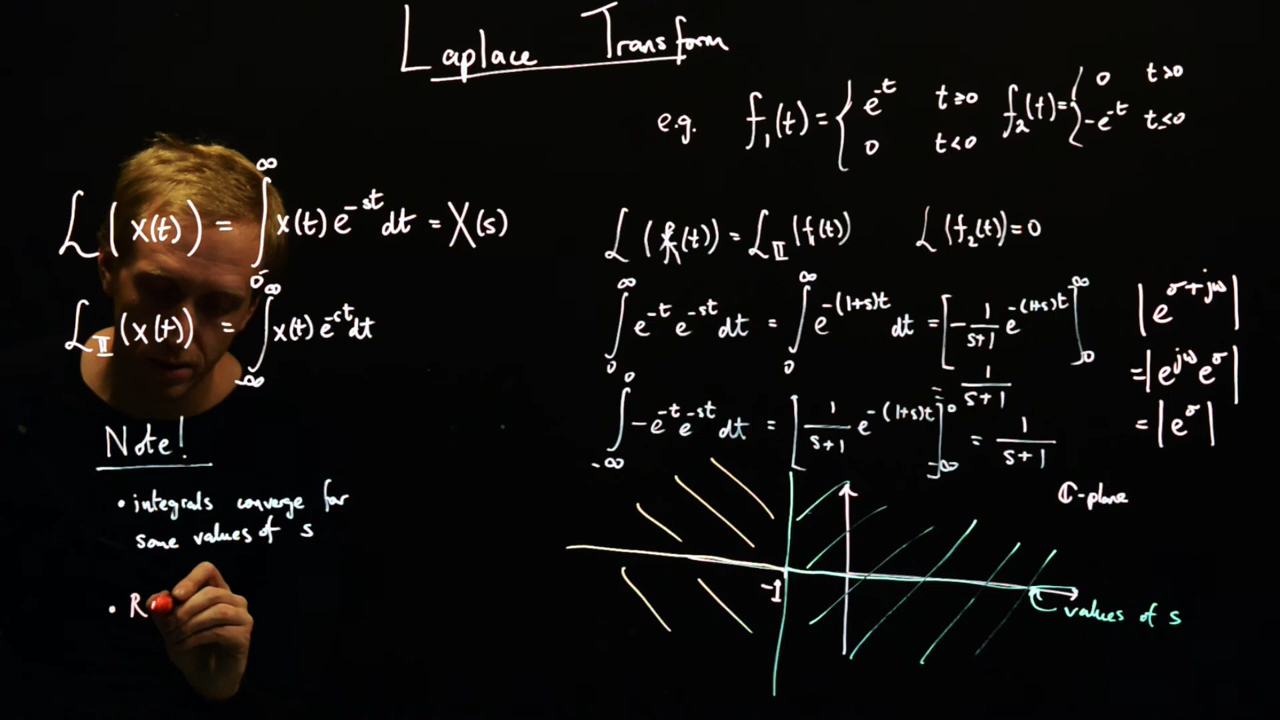 Laplace Transform
e.g. f₁(t) = { e^-t t≥0 f₂(t) = { 0 t>0
0 t<0 -e^-t t≤0
ℒ(x(t)) = ∫_0^-^∞ x(t) e^-st dt = X(s)
ℒ_II(x(t)) = ∫_-∞^∞ x(t) e^-st dt
Note!
• integrals converge for
some values of s
• R
ℒ(f₁(t)) = ℒ_II(f₁(t)) ℒ(f₂(t)) = 0
∫_0^∞ e^-t e^-st dt = ∫_0^∞ e^-(1+s)t dt = [-1/(s+1) e^-(1+s)t]_0^∞
= 1/(s+1)
∫_-∞^0 -e^-t e^-st dt = [1/(s+1) e^-(1+s)t]_-∞^0 = 1/(s+1)
|e^σ+jω|
= |e^jω e^σ|
= |e^σ|
ℂ-plane
-1
values of s